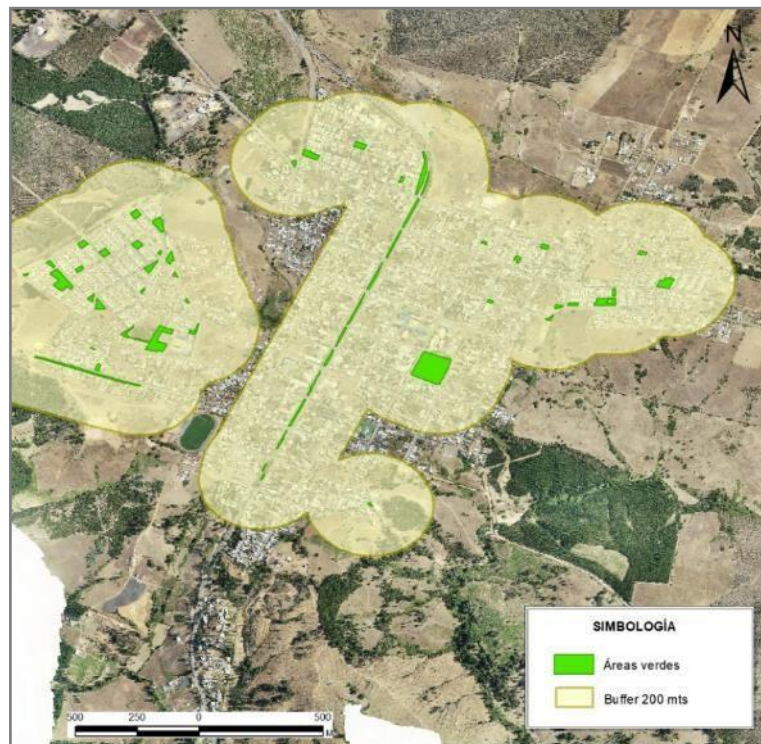 N
SIMBOLOGÍA
Áreas verdes
Buffer 200 mts
500 250 0 500
M